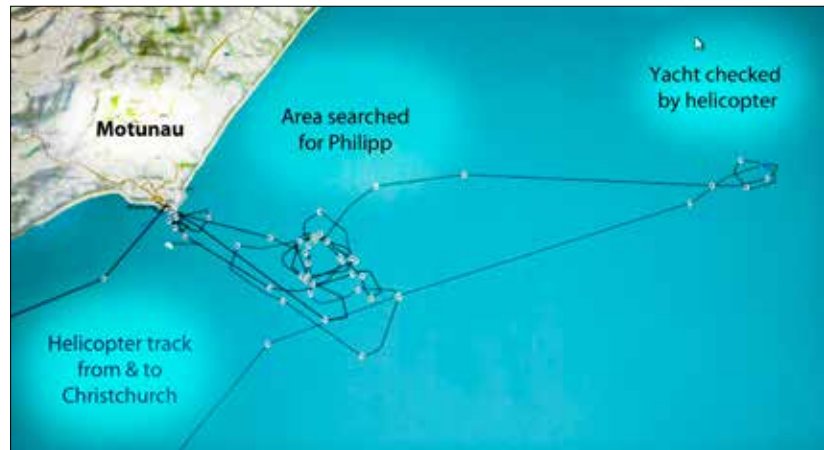 Yacht checked
by helicopter
Area searched
for Philipp
Motunau
Helicopter track
from & to
Christchurch